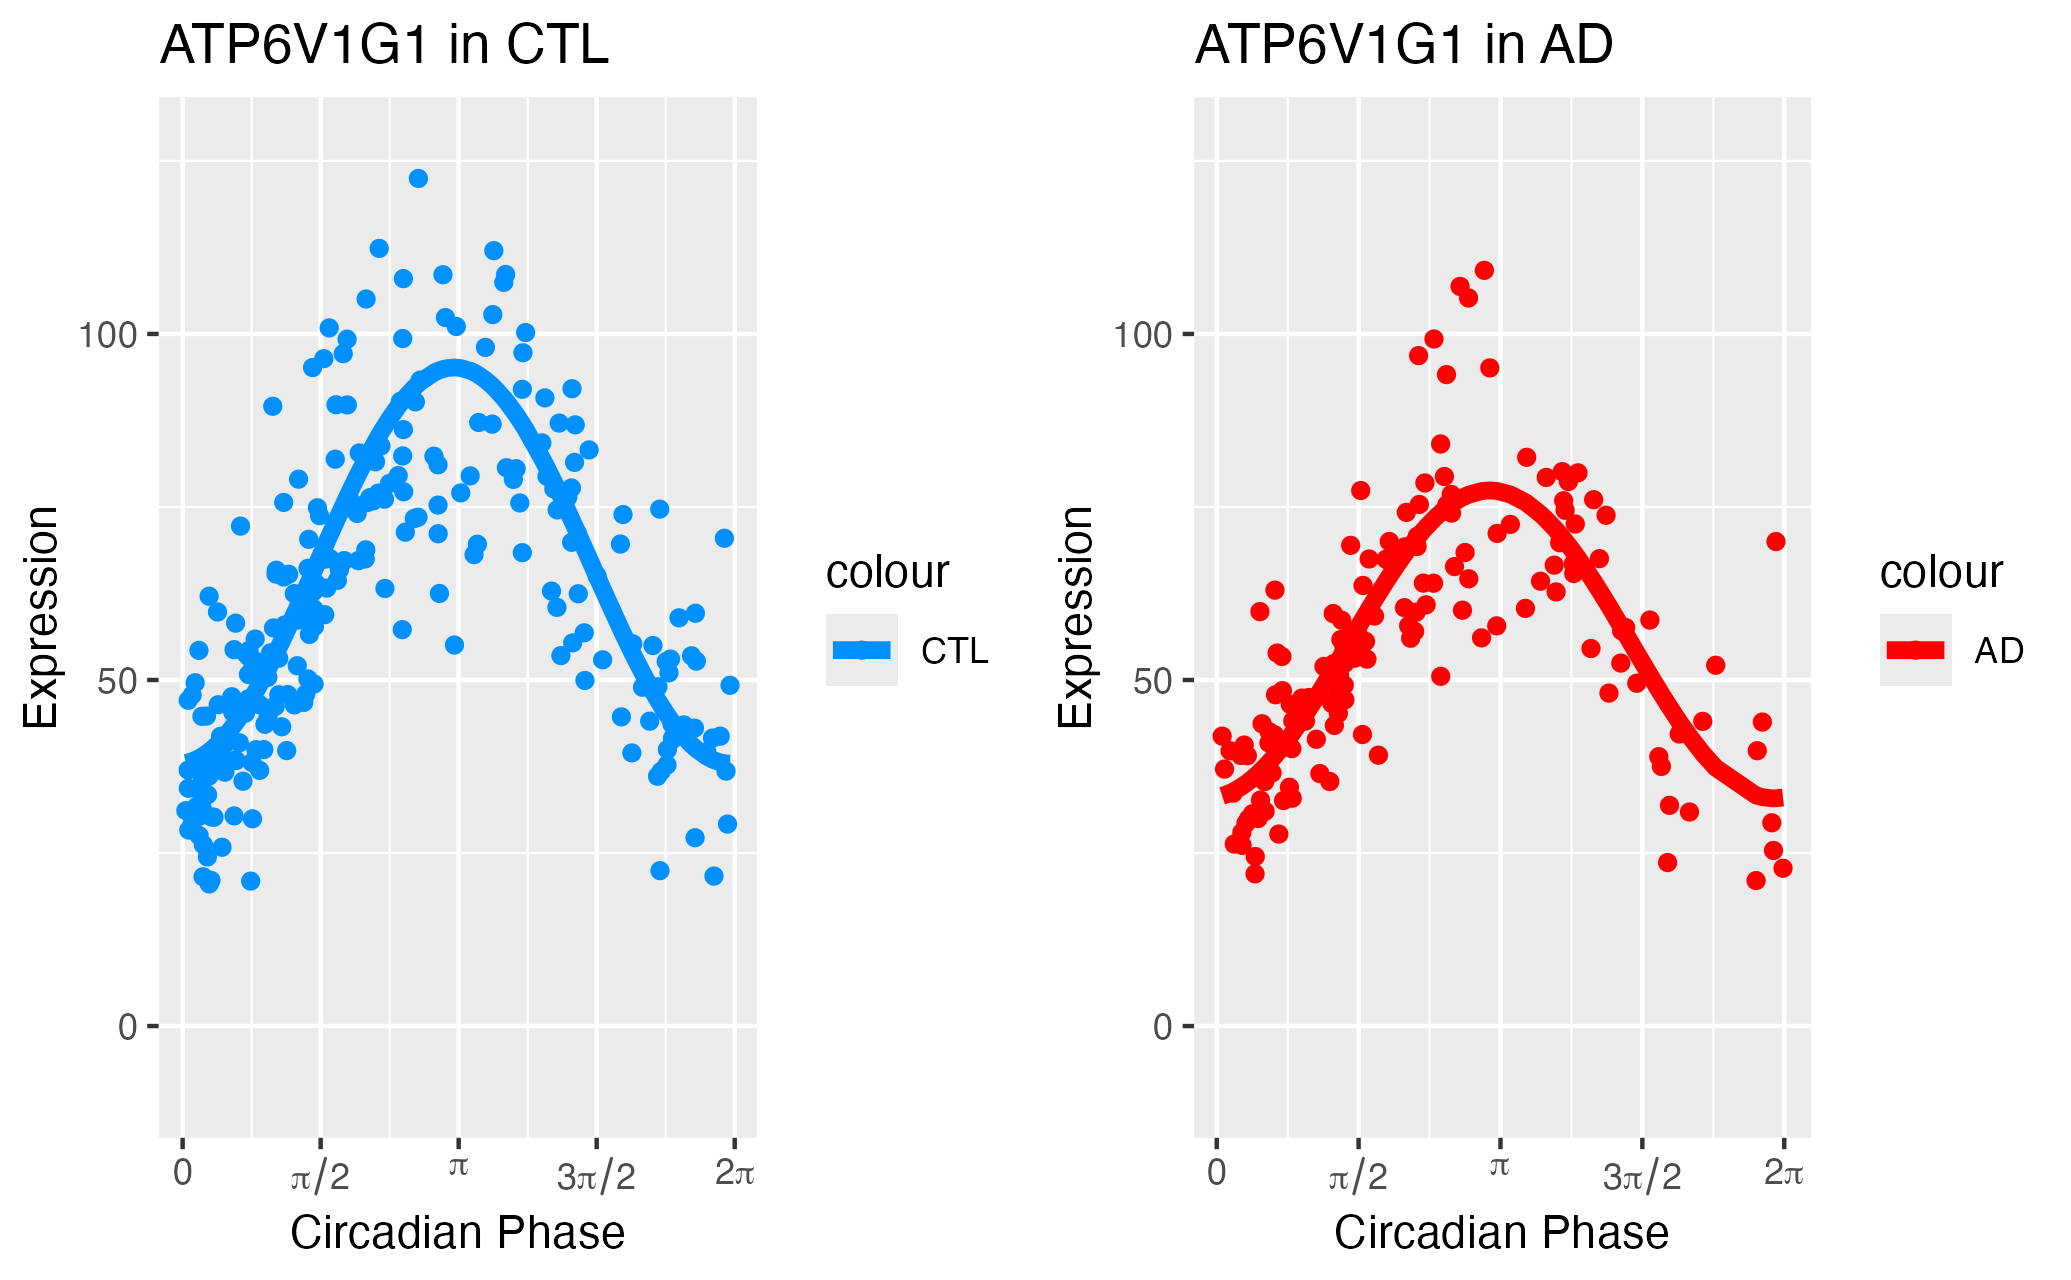 ATP6V1G1 in CTL
Expression
100
50
0
0
π/2
π
3π/2
2π
Circadian Phase
colour
CTL
ATP6V1G1 in AD
Expression
100
50
0
0
π/2
π
3π/2
2π
Circadian Phase
colour
AD